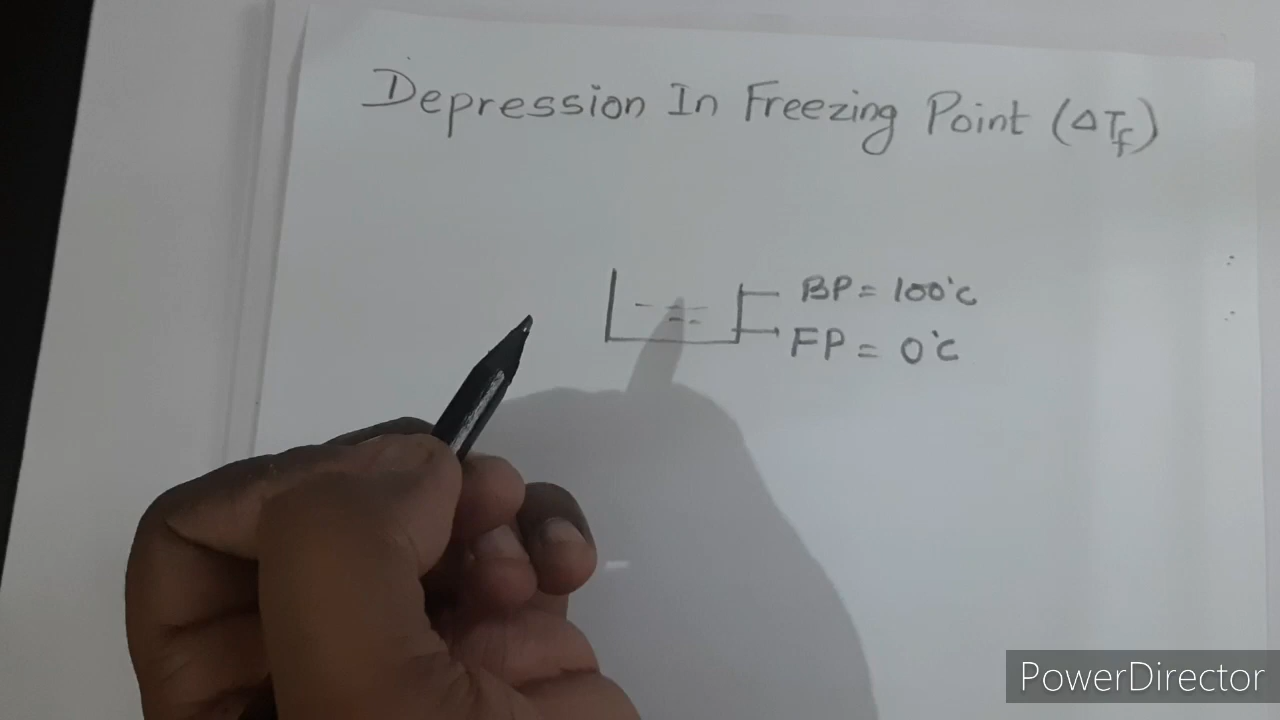 Depression In Freezing Point (ΔTf)
BP = 100°c
FP = 0°c
PowerDirector